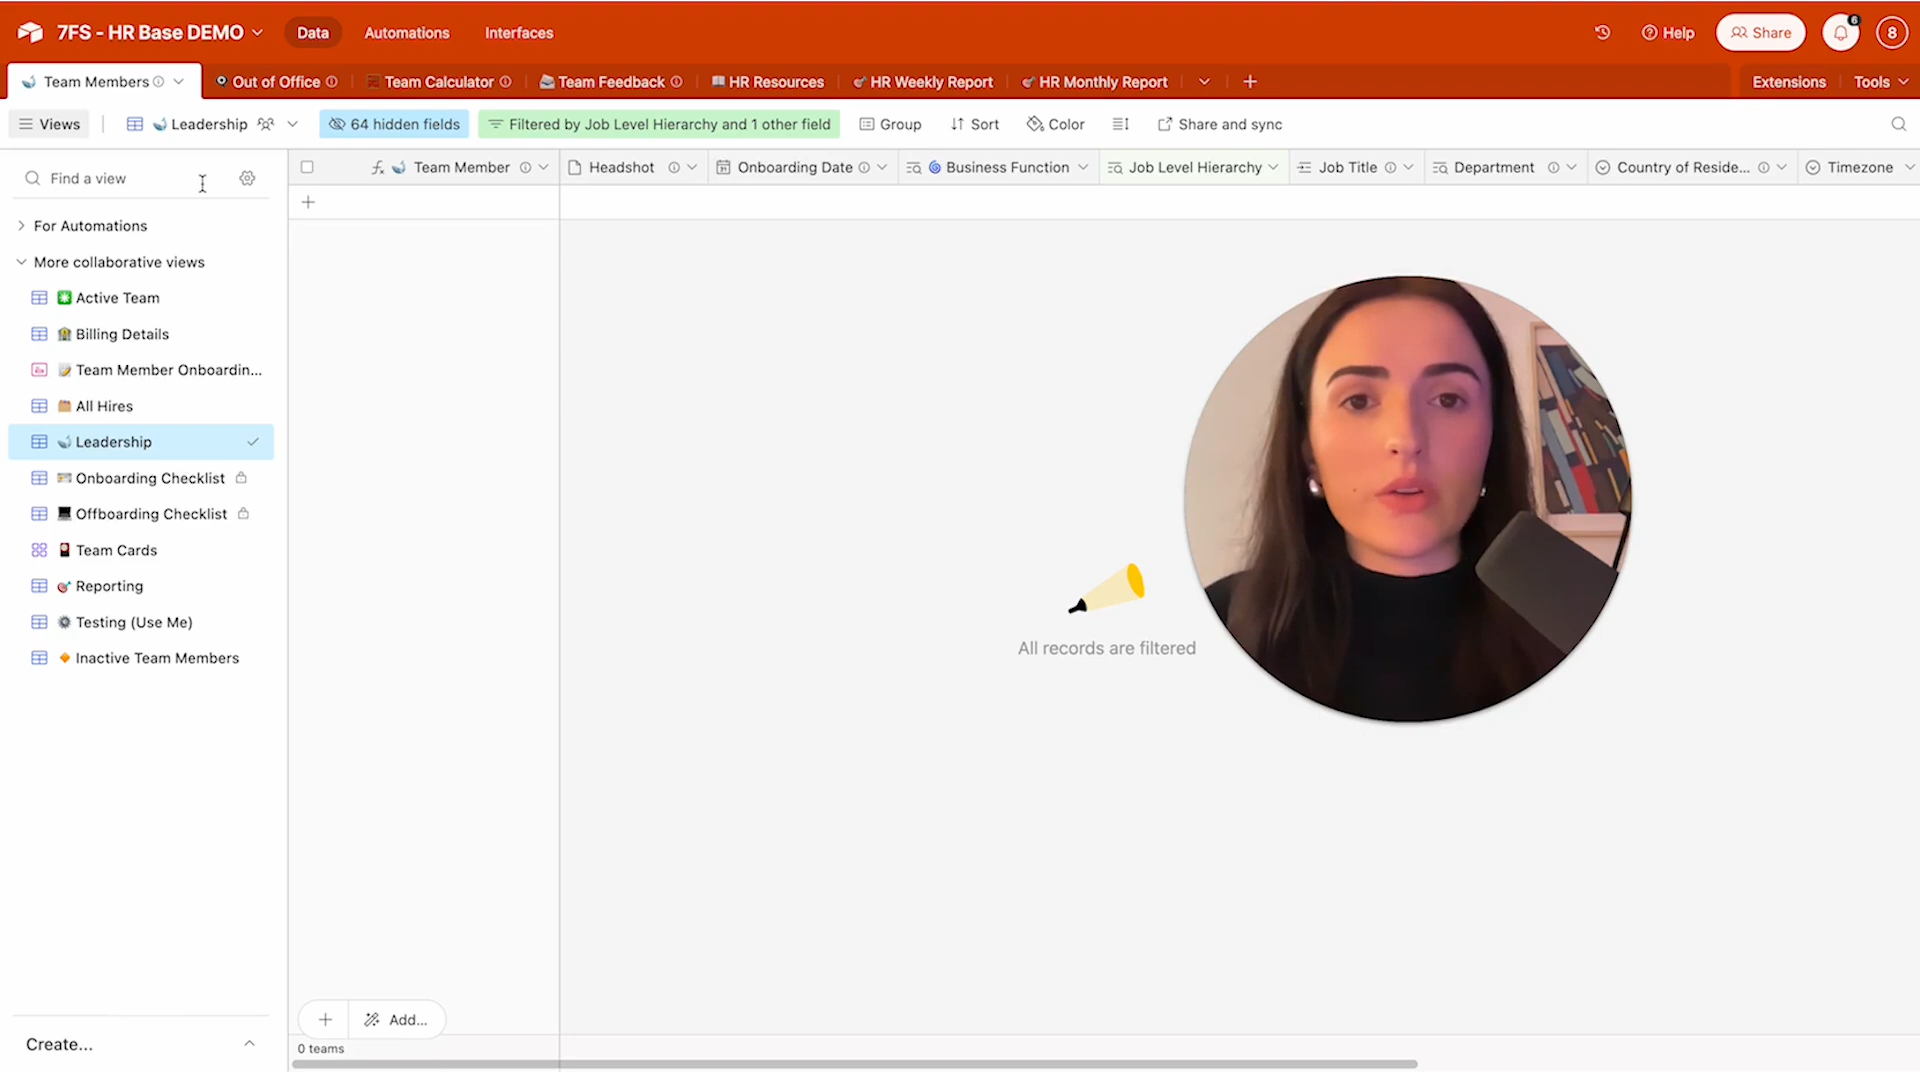 7FS - HR Base DEMO
Data
Automations
Interfaces
Help
Share
6
8
Team Members
Out of Office
Team Calculator
Team Feedback
HR Resources
HR Weekly Report
HR Monthly Report
Extensions
Tools
Views
Leadership
64 hidden fields
Filtered by Job Level Hierarchy and 1 other field
Group
Sort
Color
Share and sync
Find a view
Team Member
Headshot
Onboarding Date
Business Function
Job Level Hierarchy
Job Title
Department
Country of Reside...
Timezone
For Automations
More collaborative views
Active Team
Billing Details
Team Member Onboardin...
All Hires
Leadership
Onboarding Checklist
Offboarding Checklist
Team Cards
Reporting
Testing (Use Me)
Inactive Team Members
All records are filtered
Add...
0 teams
Create...